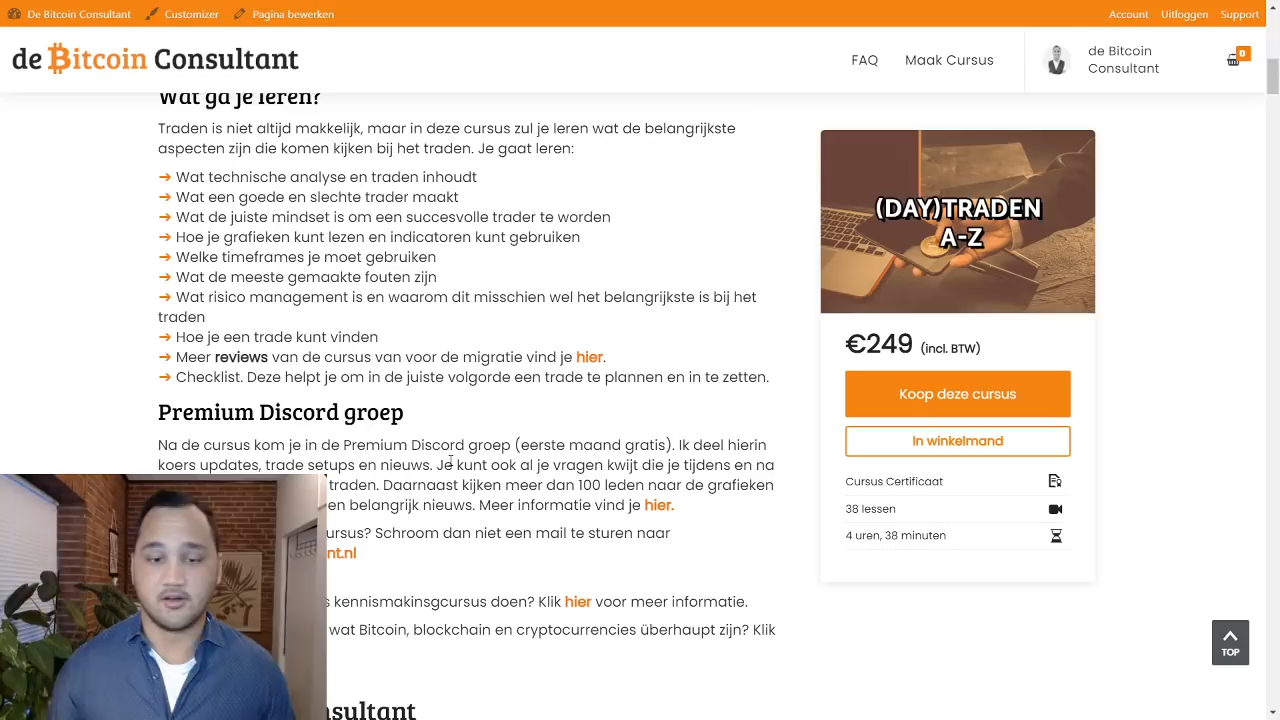 De Bitcoin Consultant Customizer Pagina bewerken Account Uitloggen Support
de Bitcoin Consultant FAQ Maak Cursus de Bitcoin Consultant 0
Wat ga je leren?
Traden is niet altijd makkelijk, maar in deze cursus zul je leren wat de belangrijkste
aspecten zijn die komen kijken bij het traden. Je gaat leren:
➔ Wat technische analyse en traden inhoudt
➔ Wat een goede en slechte trader maakt
➔ Wat de juiste mindset is om een succesvolle trader te worden
➔ Hoe je grafieken kunt lezen en indicatoren kunt gebruiken
➔ Welke timeframes je moet gebruiken
➔ Wat de meeste gemaakte fouten zijn
➔ Wat risico management is en waarom dit misschien wel het belangrijkste is bij het
traden
➔ Hoe je een trade kunt vinden
➔ Meer reviews van de cursus van voor de migratie vind je hier.
➔ Checklist. Deze helpt je om in de juiste volgorde een trade te plannen en in te zetten.
Premium Discord groep
Na de cursus kom je in de Premium Discord groep (eerste maand gratis). Ik deel hierin
koers updates, trade setups en nieuws. Je kunt ook al je vragen kwijt die je tijdens en na
traden. Daarnaast kijken meer dan 100 leden naar de grafieken
en belangrijk nieuws. Meer informatie vind je hier.
ursus? Schroom dan niet een mail te sturen naar
nt.nl
s kennismakinsgcursus doen? Klik hier voor meer informatie.
wat Bitcoin, blockchain en cryptocurrencies überhaupt zijn? Klik
nsultant
(DAY)TRADEN
A-Z
€249 (incl. BTW)
Koop deze cursus
In winkelmand
Cursus Certificaat
38 lessen
4 uren, 38 minuten
TOP